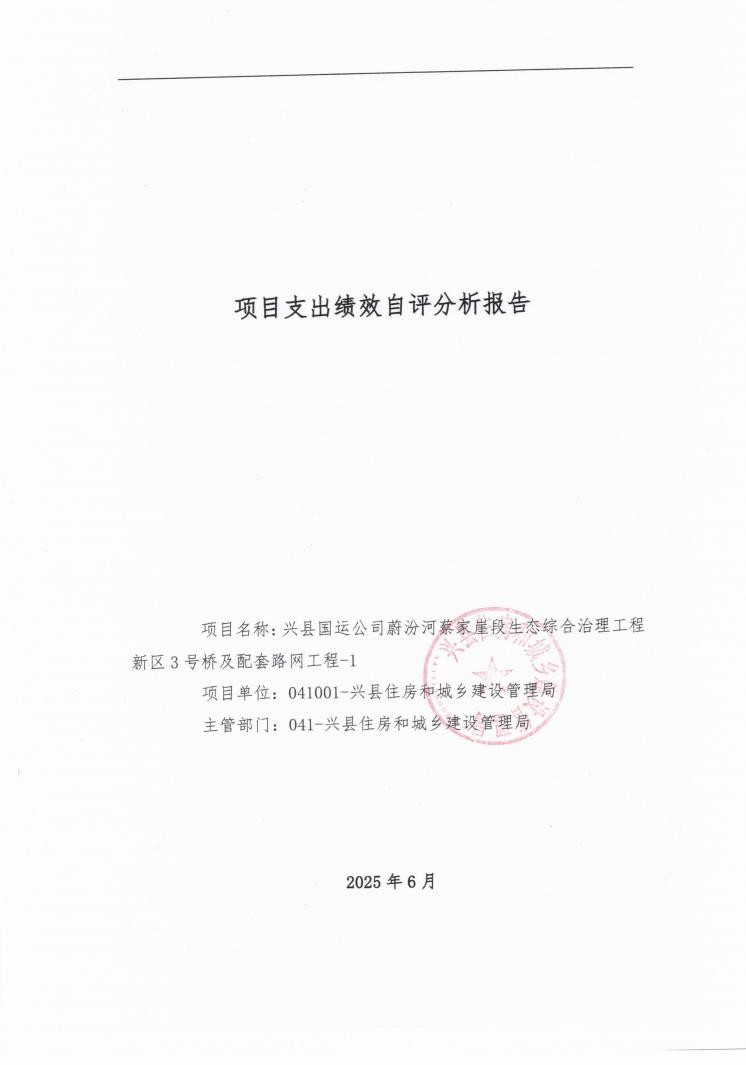 项目支出绩效自评分析报告
项目名称：兴县国运公司蔚汾河蔡家崖段生态综合治理工程
新区 3 号桥及配套路网工程-1
项目单位：041001-兴县住房和城乡建设管理局
主管部门：041-兴县住房和城乡建设管理局
2025 年 6 月